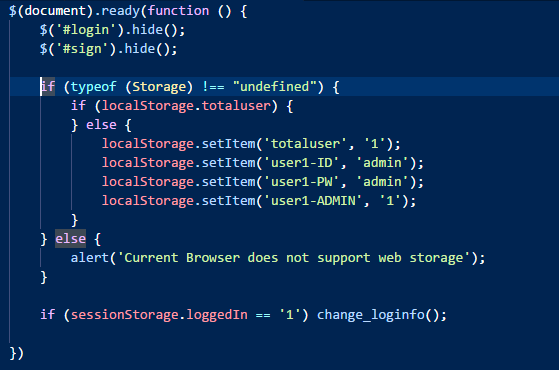 $(document).ready(function () {
    $('#login').hide();
    $('#sign').hide();

    if (typeof (Storage) !== "undefined") {
        if (localStorage.totaluser) {
        } else {
            localStorage.setItem('totaluser', '1');
            localStorage.setItem('user1-ID', 'admin');
            localStorage.setItem('user1-PW', 'admin');
            localStorage.setItem('user1-ADMIN', '1');
        }
    } else {
        alert('Current Browser does not support web storage');
    }

    if (sessionStorage.loggedIn == '1') change_loginfo();

})